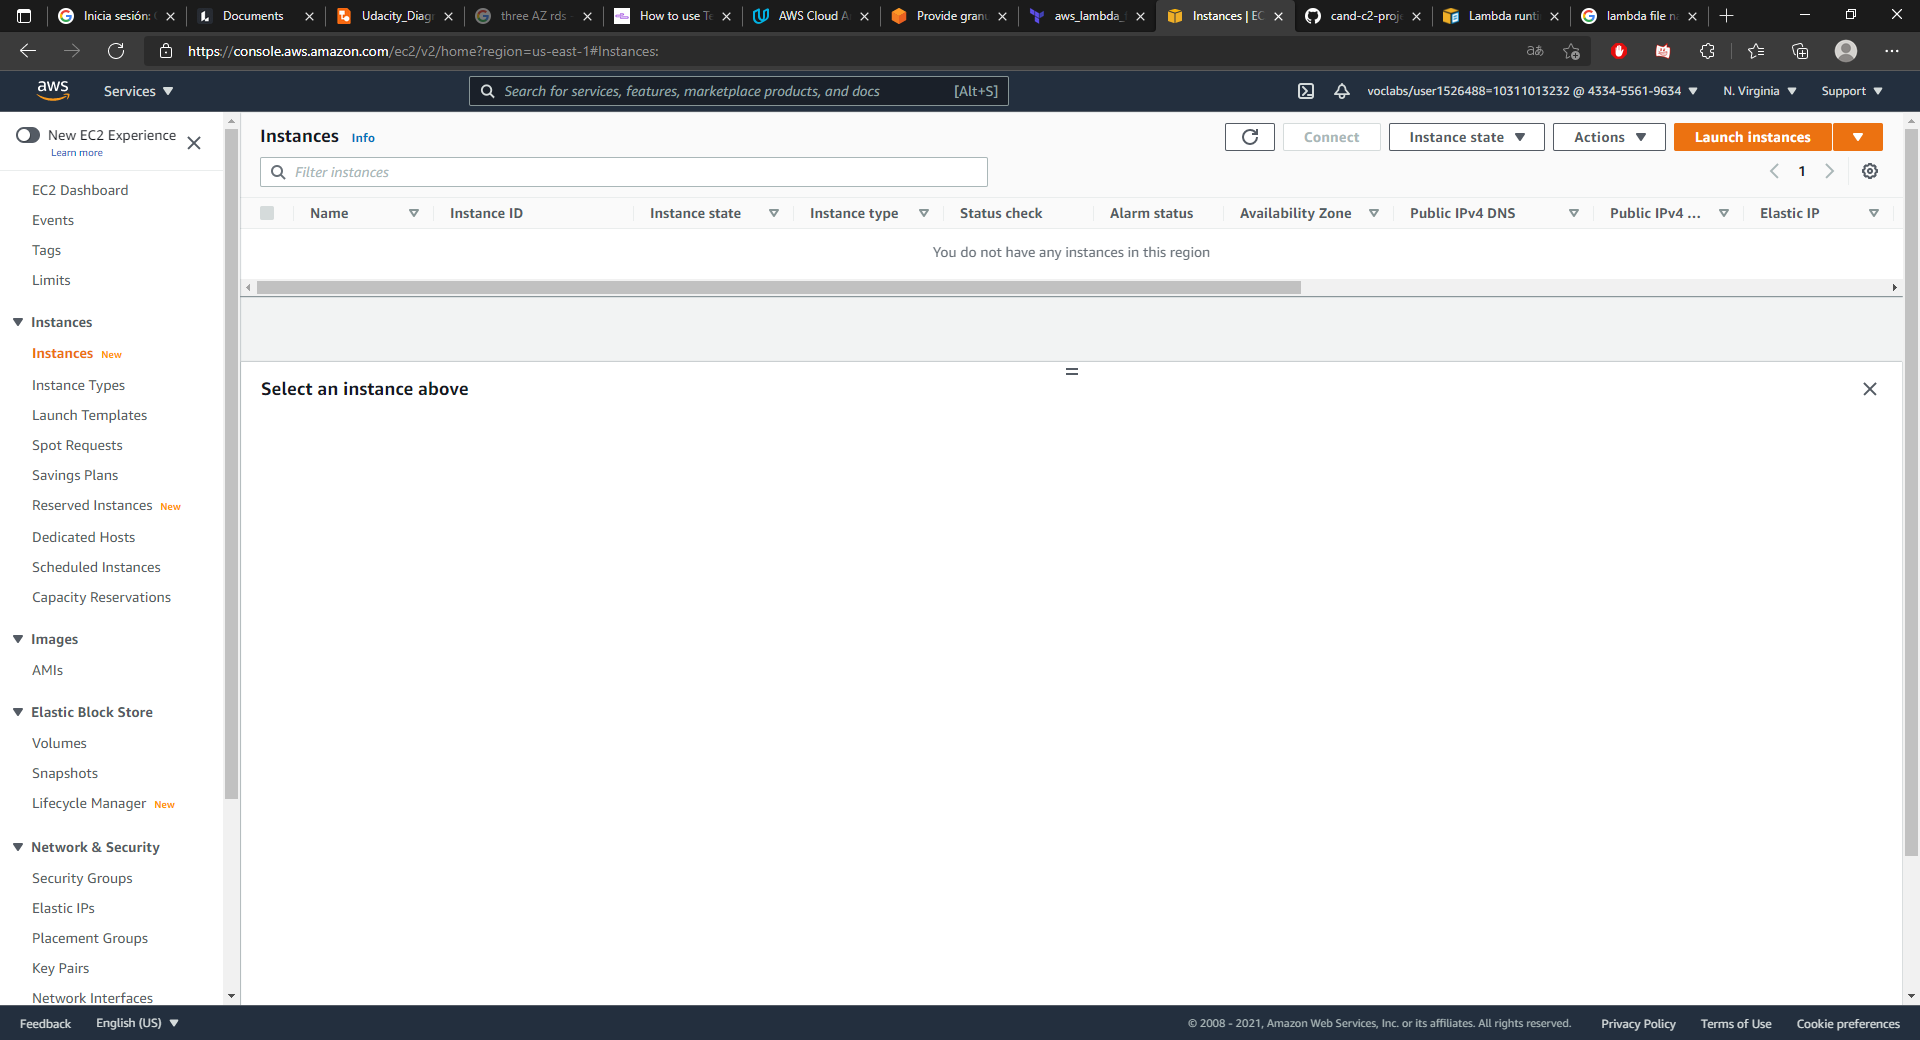 Inicia sesión:
Documents
Udacity_Diag
three AZ rds
How to use Te
AWS Cloud A
Provide gran
aws_lambda_
Instances | EC
cand-c2-proj
Lambda runti
lambda file n
https://console.aws.amazon.com/ec2/v2/home?region=us-east-1#Instances:
aあ
aws
Services
Search for services, features, marketplace products, and docs
[Alt+S]
voclabs/user1526488=10311013232 @ 4334-5561-9634
N. Virginia
Support
New EC2 Experience
Learn more
EC2 Dashboard
Events
Tags
Limits
Instances
Instances New
Instance Types
Launch Templates
Spot Requests
Savings Plans
Reserved Instances New
Dedicated Hosts
Scheduled Instances
Capacity Reservations
Images
AMIs
Elastic Block Store
Volumes
Snapshots
Lifecycle Manager New
Network & Security
Security Groups
Elastic IPs
Placement Groups
Key Pairs
Network Interfaces
Instances Info
Connect
Instance state
Actions
Launch instances
Filter instances
1
Name
Instance ID
Instance state
Instance type
Status check
Alarm status
Availability Zone
Public IPv4 DNS
Public IPv4 ...
Elastic IP
You do not have any instances in this region
Select an instance above
Feedback
English (US)
© 2008 - 2021, Amazon Web Services, Inc. or its affiliates. All rights reserved.
Privacy Policy
Terms of Use
Cookie preferences